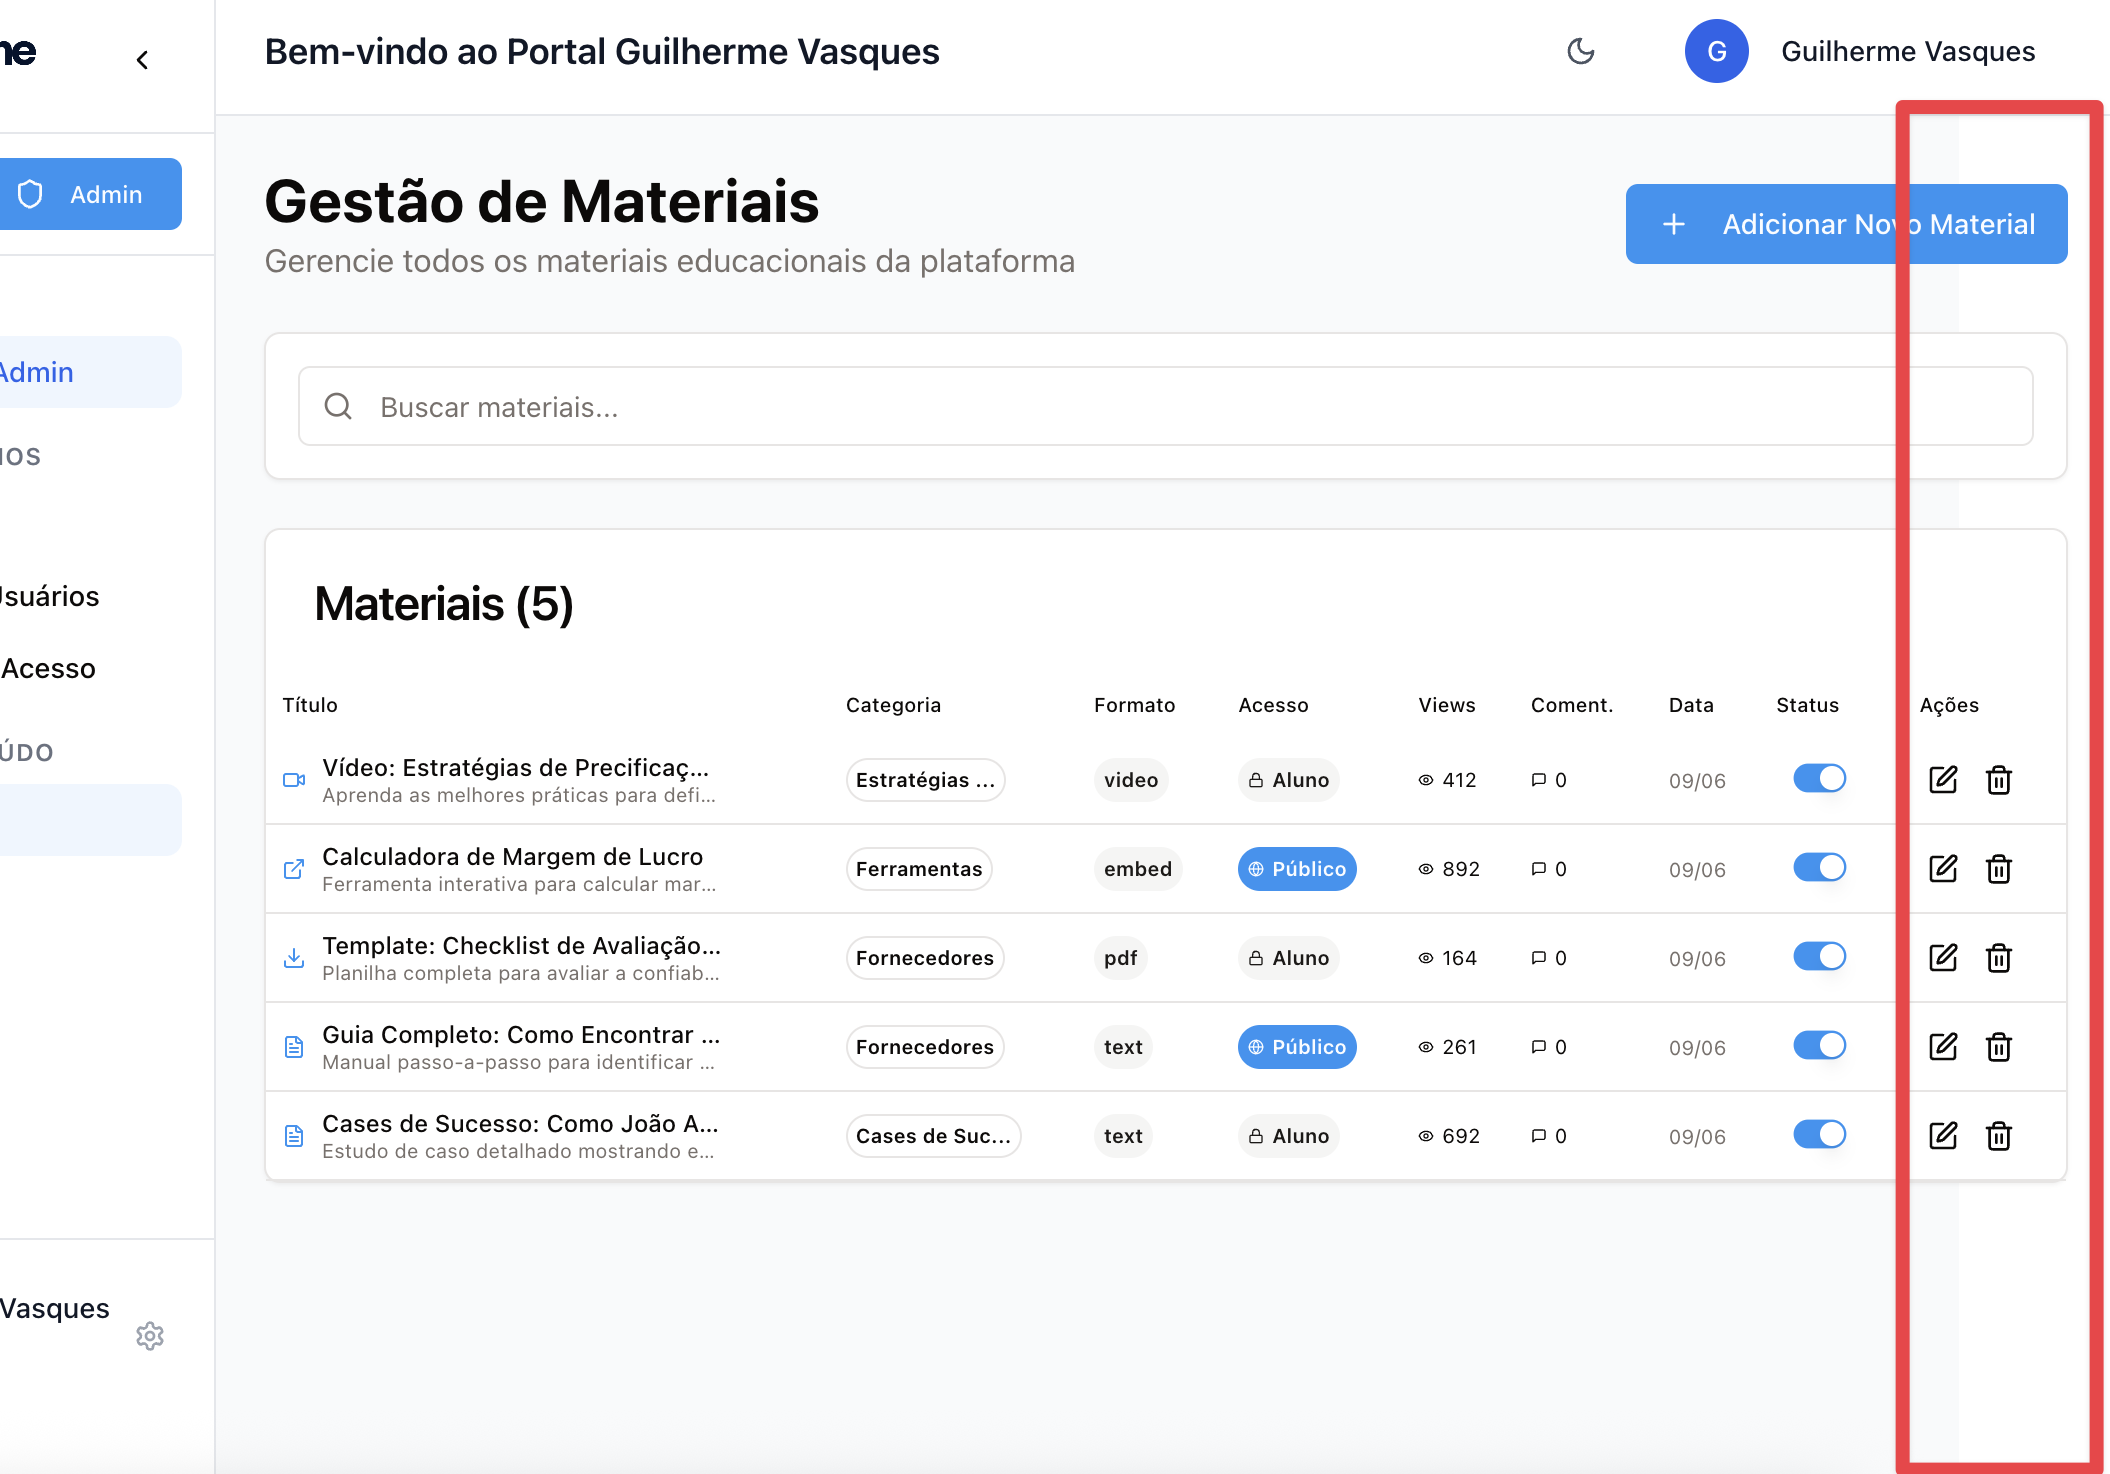 Bem-vindo ao Portal Guilherme Vasques
G
Guilherme Vasques
Admin
Admin
Acesso
Vasques
Gestão de Materiais
Gerencie todos os materiais educacionais da plataforma
+ Adicionar Novo Material
Buscar materiais...
Materiais (5)
Título Categoria Formato Acesso Views Coment. Data Status Ações
Vídeo: Estratégias de Precificaç...
Aprenda as melhores práticas para defi...
Estratégias ... video Aluno 412 0 09/06
Calculadora de Margem de Lucro
Ferramenta interativa para calcular mar...
Ferramentas embed Público 892 0 09/06
Template: Checklist de Avaliação...
Planilha completa para avaliar a confiab...
Fornecedores pdf Aluno 164 0 09/06
Guia Completo: Como Encontrar ...
Manual passo-a-passo para identificar ...
Fornecedores text Público 261 0 09/06
Cases de Sucesso: Como João A...
Estudo de caso detalhado mostrando e...
Cases de Suc... text Aluno 692 0 09/06